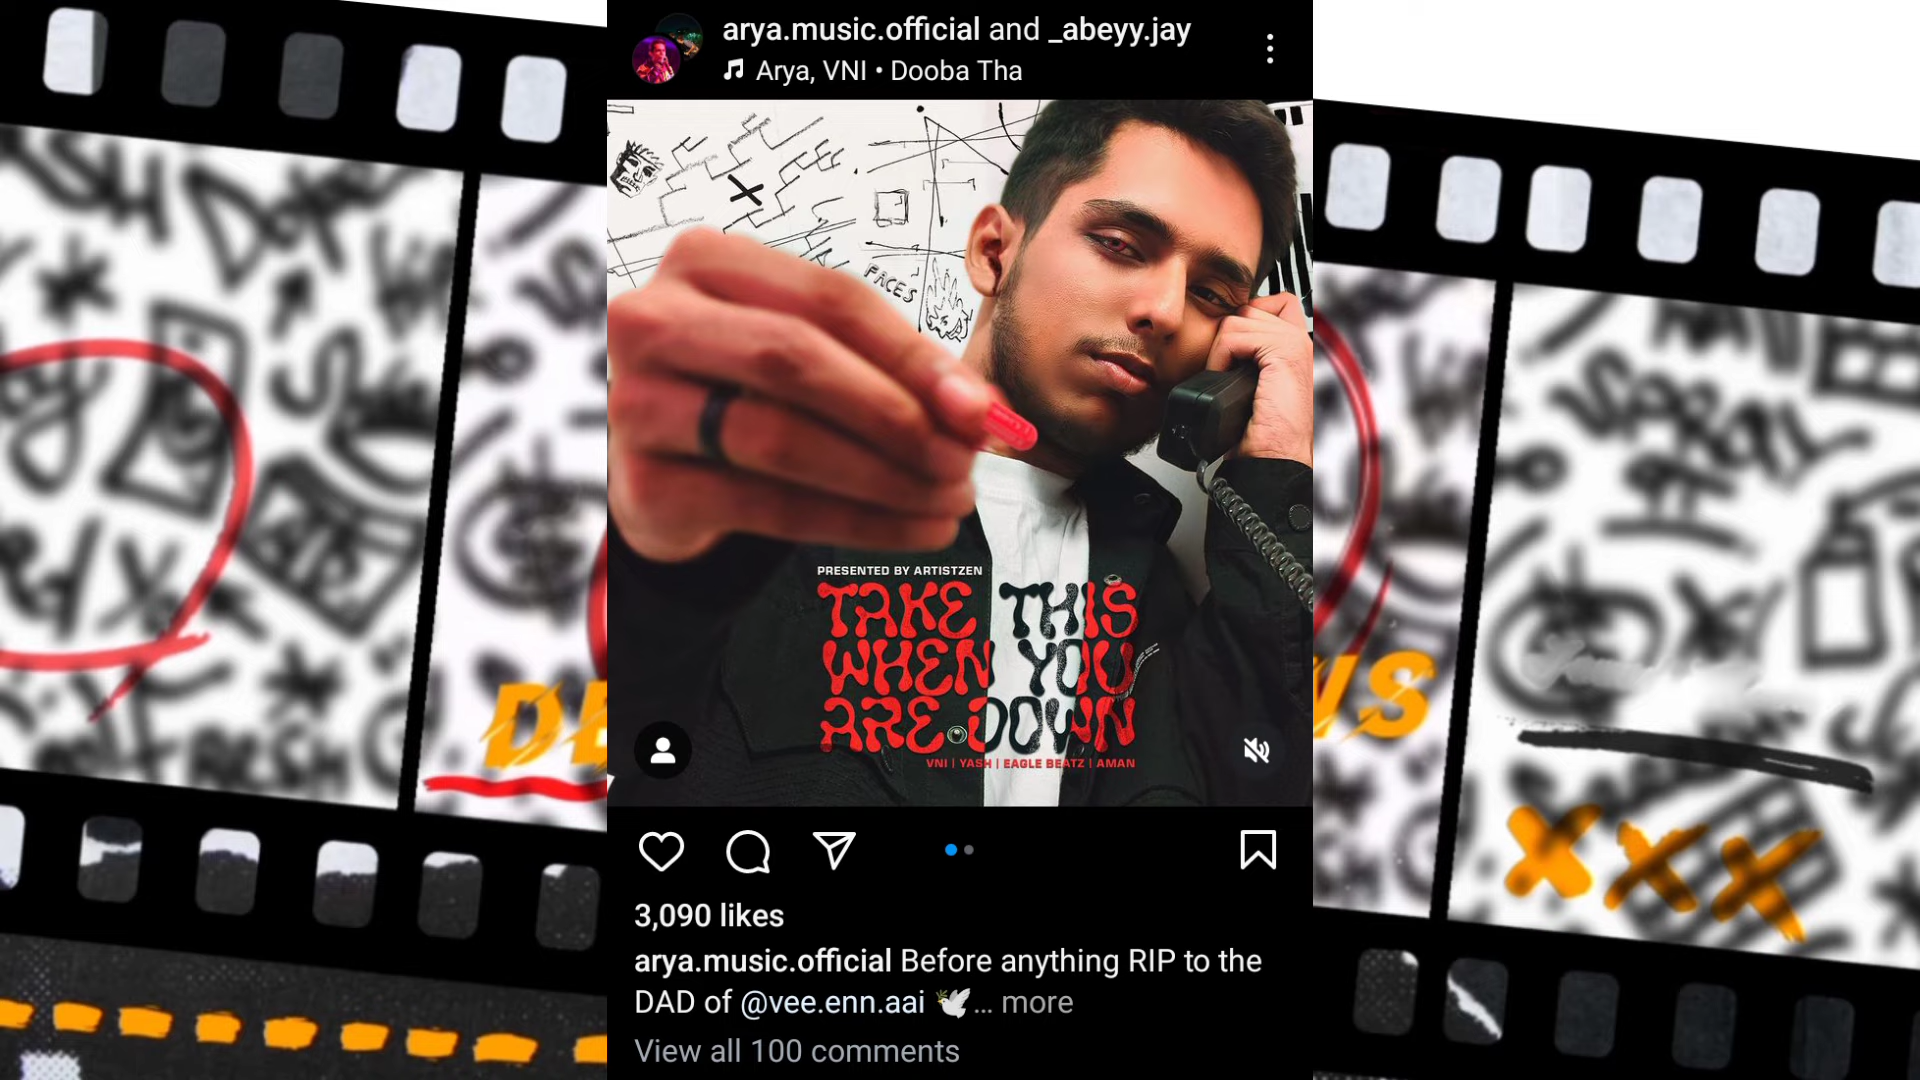 arya.music.official and _abeyy.jay
Arya, VNI • Dooba Tha
FACES
PRESENTED BY ARTISTZEN
TAKE THIS
WHEN YOU
ARE DOWN
VNI | YASH | EAGLE BEATZ | AMAN
3,090 likes
arya.music.official Before anything RIP to the
DAD of @vee.enn.aai 🕊️... more
View all 100 comments
XXX